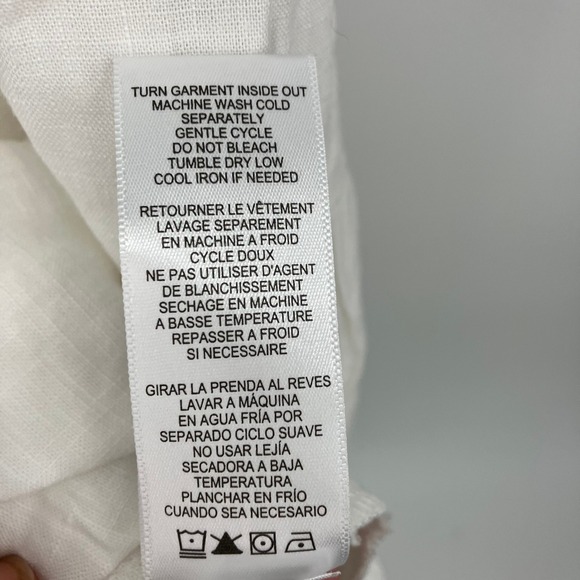 TURN GARMENT INSIDE OUT
MACHINE WASH COLD
SEPARATELY
GENTLE CYCLE
DO NOT BLEACH
TUMBLE DRY LOW
COOL IRON IF NEEDED
RETOURNER LE VÊTEMENT
LAVAGE SEPAREMENT
EN MACHINE A FROID
CYCLE DOUX
NE PAS UTILISER D'AGENT
DE BLANCHISSEMENT
SECHAGE EN MACHINE
A BASSE TEMPERATURE
REPASSER A FROID
SI NECESSAIRE
GIRAR LA PRENDA AL REVES
LAVAR A MÁQUINA
EN AGUA FRÍA POR
SEPARADO CICLO SUAVE
NO USAR LEJÍA
SECADORA A BAJA
TEMPERATURA
PLANCHAR EN FRÍO
CUANDO SEA NECESARIO